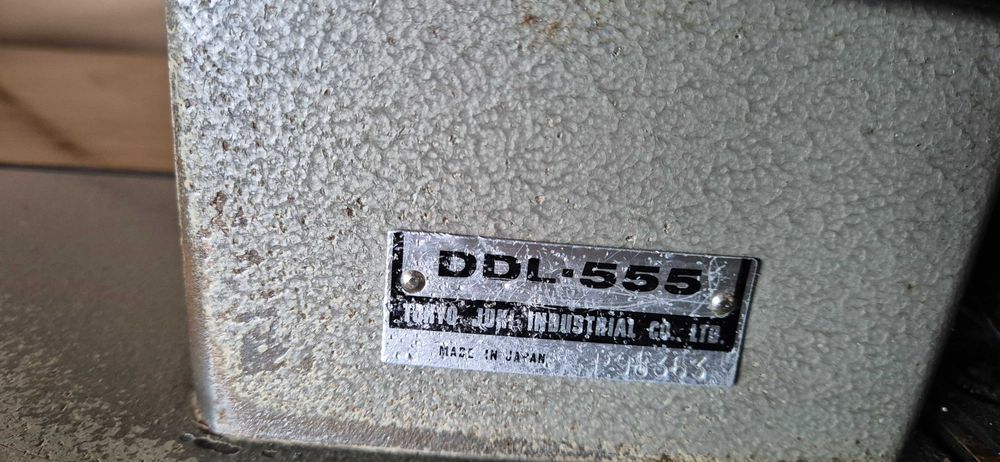 DDL-555
TOKYO JUKI INDUSTRIAL CO., LTD.
MADE IN JAPAN